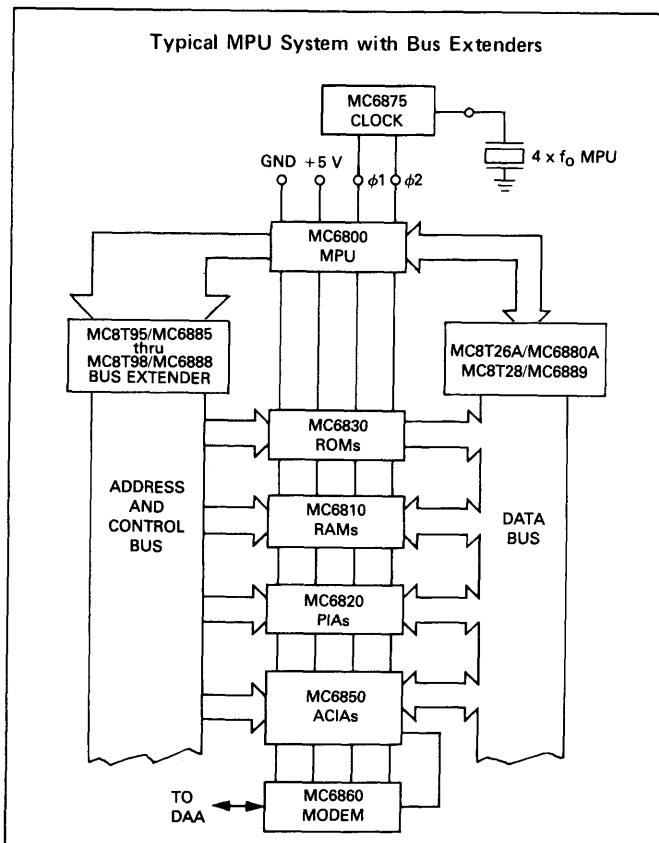 Typical MPU System with Bus Extenders
MC6875
CLOCK
4 x fo MPU
GND +5 V ϕ1 ϕ2
MC6800
MPU
MC8T95/MC6885
thru
MC8T98/MC6888
BUS EXTENDER
MC8T26A/MC6880A
MC8T28/MC6889
MC6830
ROMs
ADDRESS
AND
CONTROL
BUS
MC6810
RAMs
DATA
BUS
MC6820
PIAs
MC6850
ACIAs
TO
DAA
MC6860
MODEM